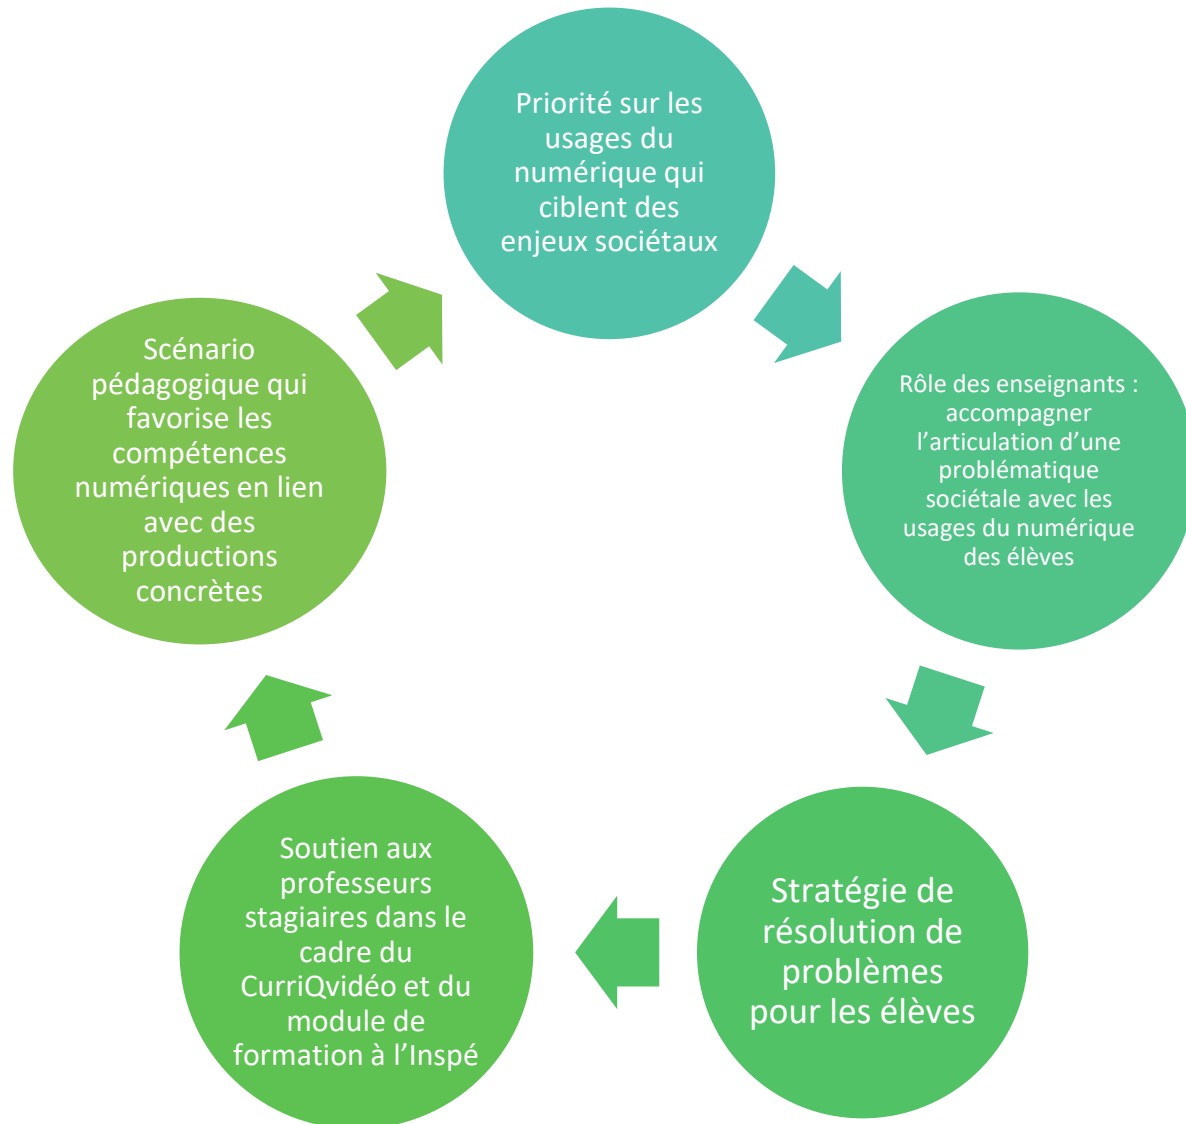 Priorité sur les
usages du
numérique qui
ciblent des
enjeux sociétaux
Rôle des enseignants :
accompagner
l’articulation d’une
problématique
sociétale avec les
usages du numérique
des élèves
Stratégie de
résolution de
problèmes
pour les élèves
Soutien aux
professeurs
stagiaires dans le
cadre du
CurriQvidéo et du
module de
formation à l’Inspé
Scénario
pédagogique qui
favorise les
compétences
numériques en lien
avec des
productions
concrètes